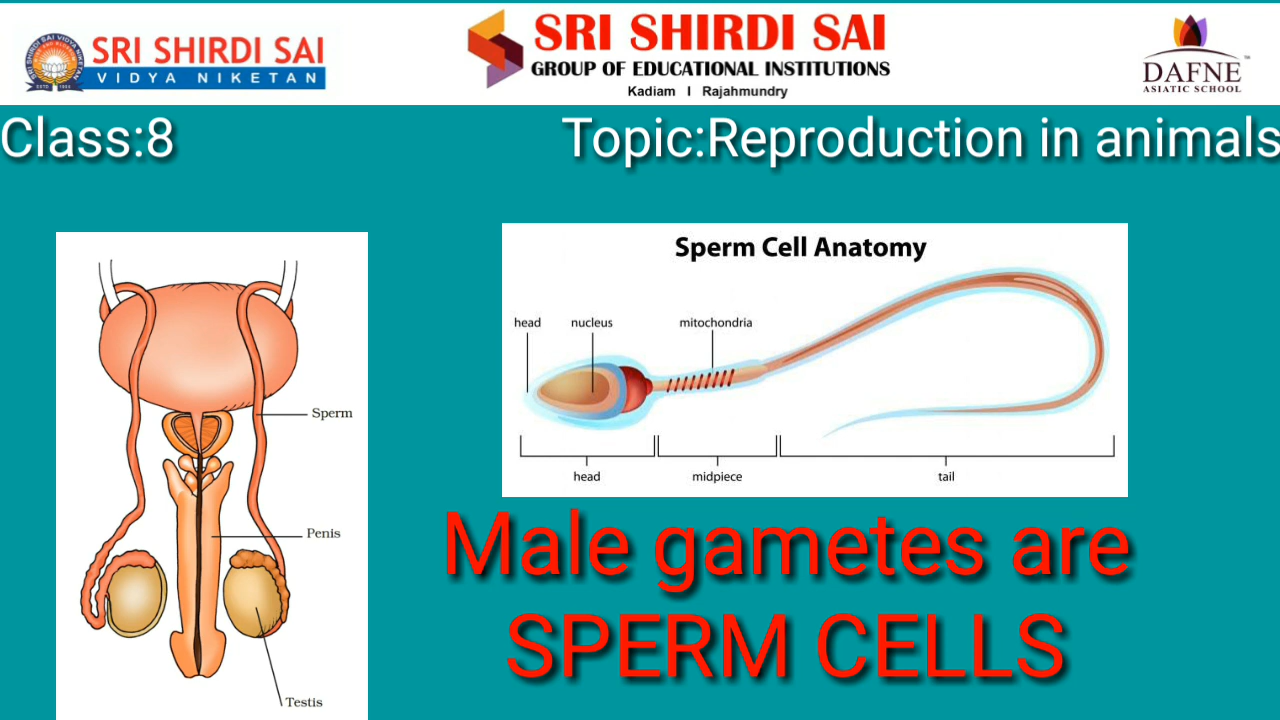 SRI SHIRDI SAI
VIDYA NIKETAN
SRI SHIRDI SAI
GROUP OF EDUCATIONAL INSTITUTIONS
Kadiam I Rajahmundry
DAFNE
ASIATIC SCHOOL
Class:8
Topic:Reproduction in animals
Sperm
Penis
Testis
Sperm Cell Anatomy
head
nucleus
mitochondria
head
midpiece
tail
Male gametes are
SPERM CELLS